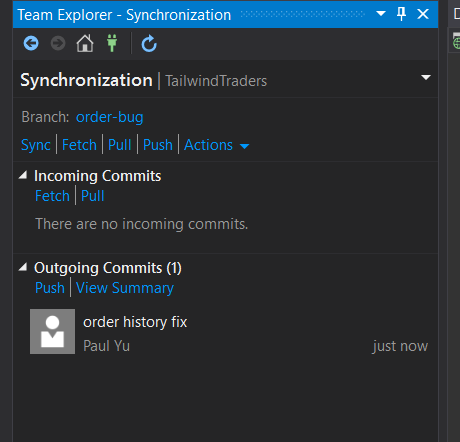 Team Explorer - Synchronization
Synchronization | TailwindTraders
Branch: order-bug
Sync | Fetch | Pull | Push | Actions
Incoming Commits
Fetch | Pull
There are no incoming commits.
Outgoing Commits (1)
Push | View Summary
order history fix
Paul Yu just now